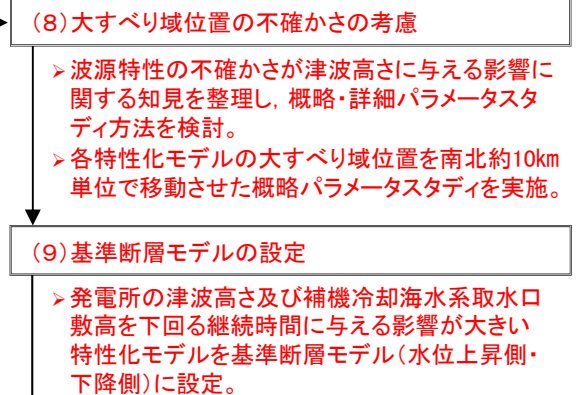 (8)大すべり域位置の不確かさの考慮
➢波源特性の不確かさが津波高さに与える影響に
関する知見を整理し,概略・詳細パラメータスタ
ディ方法を検討。
➢各特性化モデルの大すべり域位置を南北約10km
単位で移動させた概略パラメータスタディを実施。
(9)基準断層モデルの設定
➢発電所の津波高さ及び補機冷却海水系取水口
敷高を下回る継続時間に与える影響が大きい
特性化モデルを基準断層モデル(水位上昇側・
下降側)に設定。